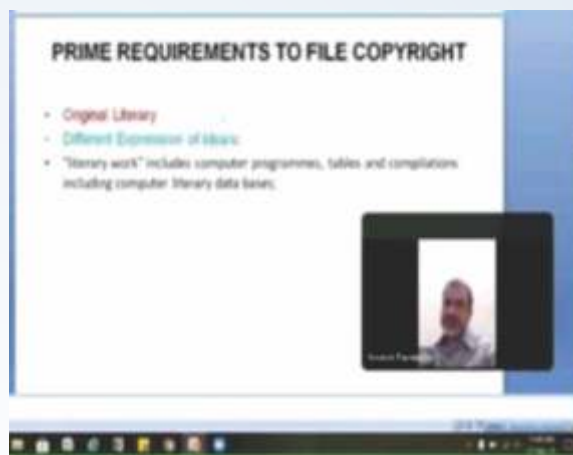 PRIME REQUIREMENTS TO FILE COPYRIGHT
• Original Literary
• Different Expression of Ideas
• "literary work" includes computer programmes, tables and compilations
including computer literary data bases;